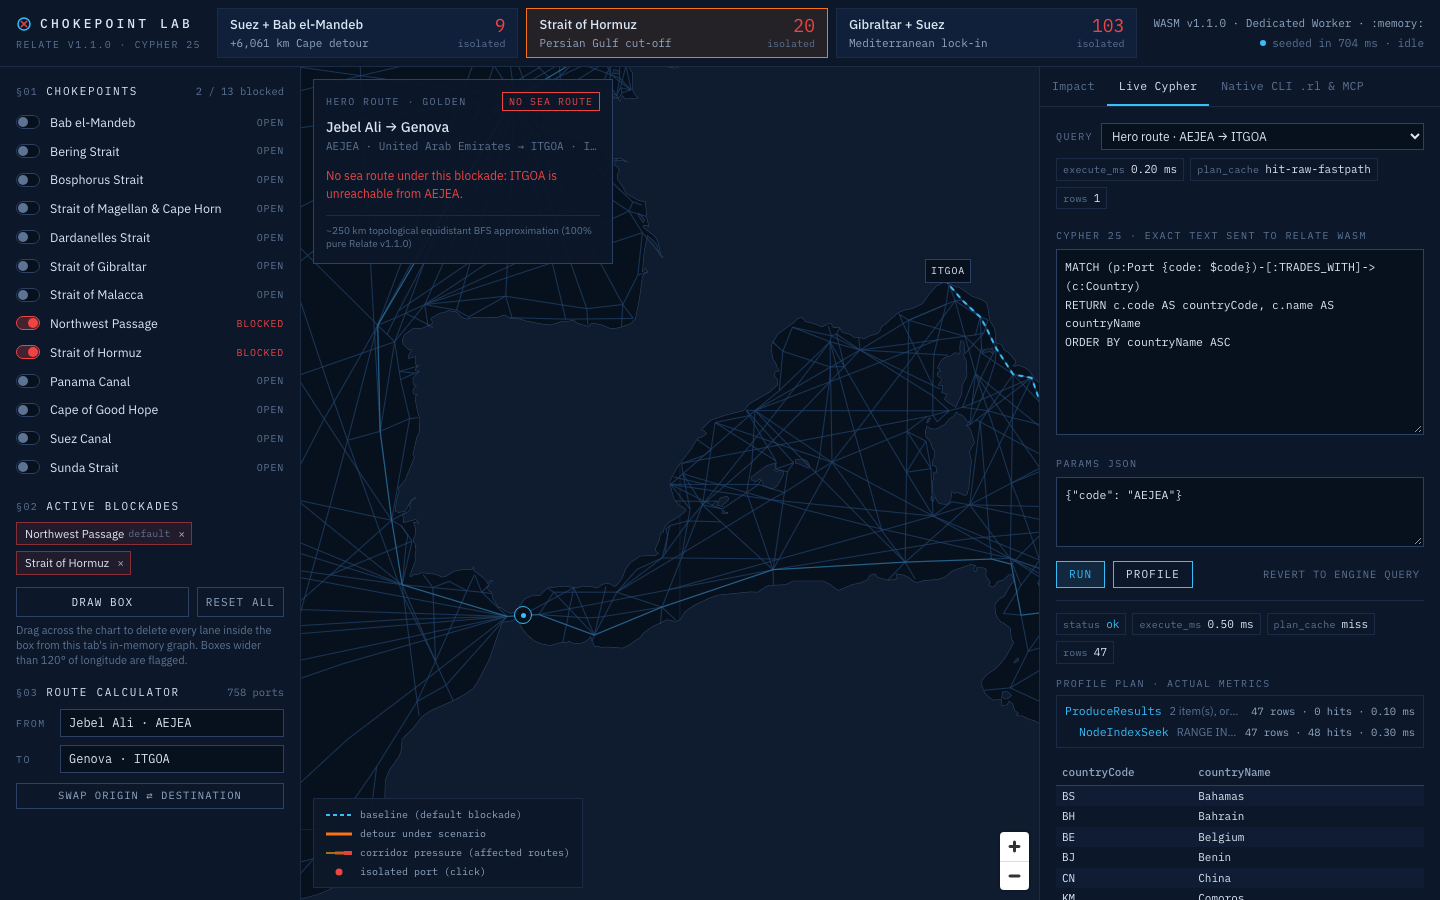 CHOKEPOINT LAB
RELATE V1.1.0 · CYPHER 25
Suez + Bab el-Mandeb 9
+6,061 km Cape detour isolated
Strait of Hormuz 20
Persian Gulf cut-off isolated
Gibraltar + Suez 103
Mediterranean lock-in isolated
WASM v1.1.0 · Dedicated Worker · :memory:
seeded in 704 ms · idle
§01 CHOKEPOINTS 2 / 13 blocked
Bab el-Mandeb OPEN
Bering Strait OPEN
Bosphorus Strait OPEN
Strait of Magellan & Cape Horn OPEN
Dardanelles Strait OPEN
Strait of Gibraltar OPEN
Strait of Malacca OPEN
Northwest Passage BLOCKED
Strait of Hormuz BLOCKED
Panama Canal OPEN
Cape of Good Hope OPEN
Suez Canal OPEN
Sunda Strait OPEN
§02 ACTIVE BLOCKADES
Northwest Passage default ×
Strait of Hormuz ×
DRAW BOX RESET ALL
Drag across the chart to delete every lane inside the
box from this tab's in-memory graph. Boxes wider
than 120° of longitude are flagged.
§03 ROUTE CALCULATOR 758 ports
FROM Jebel Ali · AEJEA
TO Genova · ITGOA
SWAP ORIGIN ⇄ DESTINATION
HERO ROUTE · GOLDEN NO SEA ROUTE
Jebel Ali → Genova
AEJEA · United Arab Emirates → ITGOA · I…
No sea route under this blockade: ITGOA is
unreachable from AEJEA.
~250 km topological equidistant BFS approximation (100%
pure Relate v1.1.0)
ITGOA
baseline (default blockade)
detour under scenario
corridor pressure (affected routes)
isolated port (click)
+
−
Impact Live Cypher Native CLI .rl & MCP
QUERY Hero route · AEJEA → ITGOA
execute_ms 0.20 ms plan_cache hit-raw-fastpath
rows 1
CYPHER 25 · EXACT TEXT SENT TO RELATE WASM
MATCH (p:Port {code: $code})-[:TRADES_WITH]->
(c:Country)
RETURN c.code AS countryCode, c.name AS
countryName
ORDER BY countryName ASC
PARAMS JSON
{"code": "AEJEA"}
RUN PROFILE REVERT TO ENGINE QUERY
status ok execute_ms 0.50 ms plan_cache miss
rows 47
PROFILE PLAN · ACTUAL METRICS
ProduceResults 2 item(s), or… 47 rows · 0 hits · 0.10 ms
NodeIndexSeek RANGE IN… 47 rows · 48 hits · 0.30 ms
countryCode countryName
BS Bahamas
BH Bahrain
BE Belgium
BJ Benin
CN China
KM Comoros